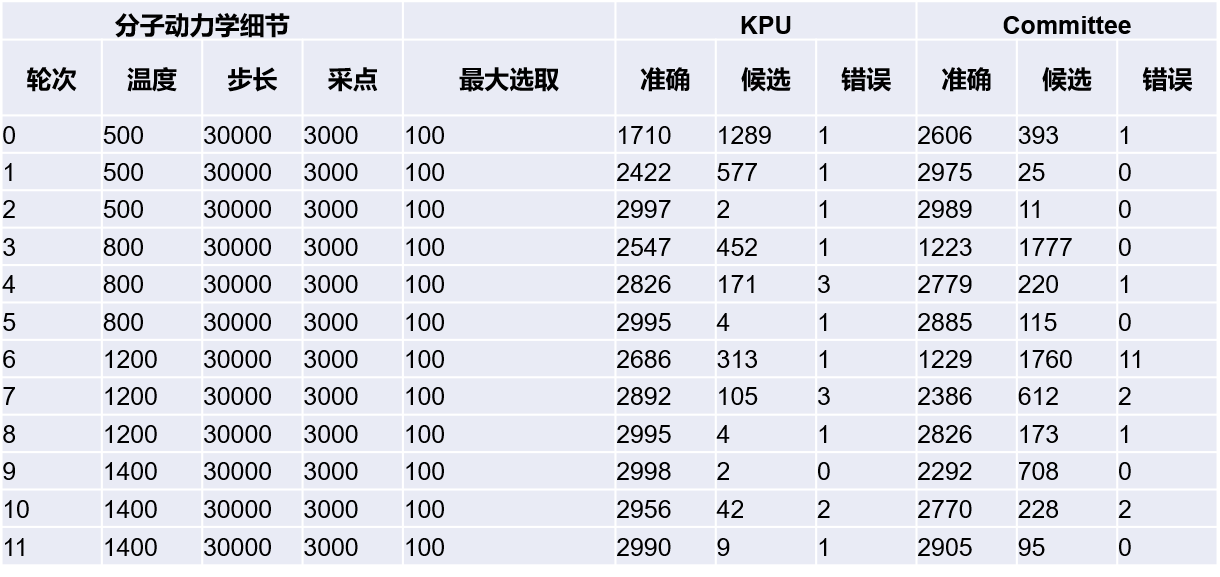 分子动力学细节 KPU Committee
轮次 温度 步长 采点 最大选取 准确 候选 错误 准确 候选 错误
0 500 30000 3000 100 1710 1289 1 2606 393 1
1 500 30000 3000 100 2422 577 1 2975 25 0
2 500 30000 3000 100 2997 2 1 2989 11 0
3 800 30000 3000 100 2547 452 1 1223 1777 0
4 800 30000 3000 100 2826 171 3 2779 220 1
5 800 30000 3000 100 2995 4 1 2885 115 0
6 1200 30000 3000 100 2686 313 1 1229 1760 11
7 1200 30000 3000 100 2892 105 3 2386 612 2
8 1200 30000 3000 100 2995 4 1 2826 173 1
9 1400 30000 3000 100 2998 2 0 2292 708 0
10 1400 30000 3000 100 2956 42 2 2770 228 2
11 1400 30000 3000 100 2990 9 1 2905 95 0